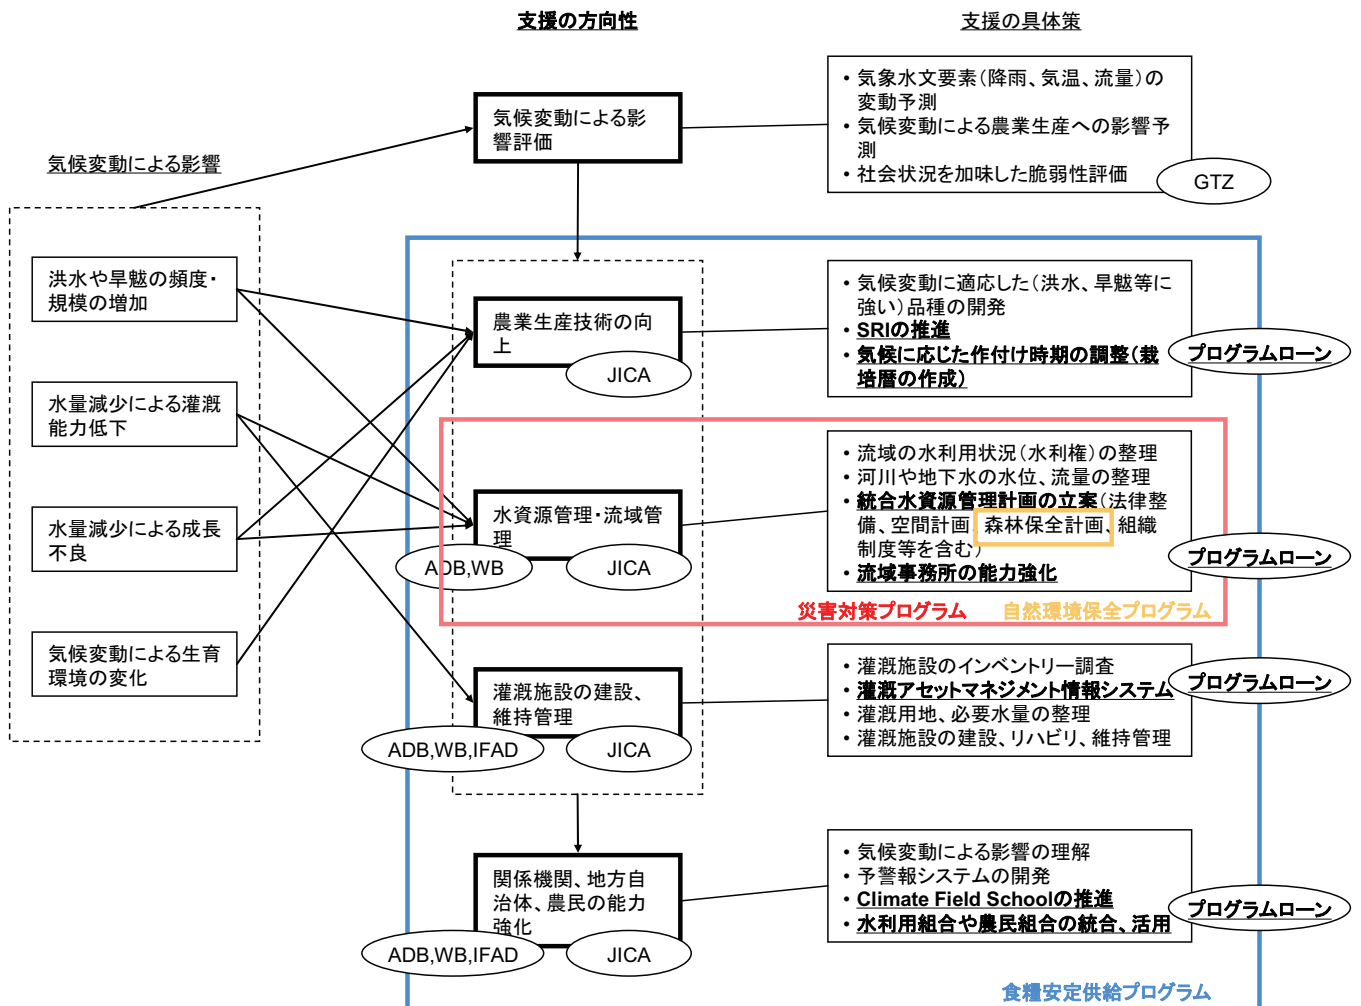 支援の方向性
支援の具体策
気候変動による影響
気候変動による影
響評価
・気象水文要素（降雨、気温、流量）の
変動予測
・気候変動による農業生産への影響予
測
・社会状況を加味した脆弱性評価
GTZ
洪水や旱魃の頻度・
規模の増加
水量減少による灌漑
能力低下
水量減少による成長
不良
気候変動による生育
環境の変化
農業生産技術の向
上
JICA
・気候変動に適応した（洪水、旱魃等に
強い）品種の開発
・SRIの推進
・気候に応じた作付け時期の調整（栽
培暦の作成）
プログラムローン
水資源管理・流域管
理
ADB,WB
JICA
・流域の水利用状況（水利権）の整理
・河川や地下水の水位、流量の整理
・統合水資源管理計画の立案（法律整
備、空間計画、森林保全計画、組織
制度等を含む）
・流域事務所の能力強化
プログラムローン
災害対策プログラム
自然環境保全プログラム
灌漑施設の建設、
維持管理
ADB,WB,IFAD
JICA
・灌漑施設のインベントリー調査
・灌漑アセットマネジメント情報システム
・灌漑用地、必要水量の整理
・灌漑施設の建設、リハビリ、維持管理
プログラムローン
関係機関、地方自
治体、農民の能力
強化
ADB,WB,IFAD
JICA
・気候変動による影響の理解
・予警報システムの開発
・Climate Field Schoolの推進
・水利用組合や農民組合の統合、活用
プログラムローン
食糧安定供給プログラム